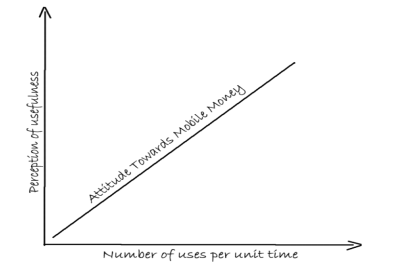 Perception of usefulness
Attitude Towards Mobile Money
Number of uses per unit time